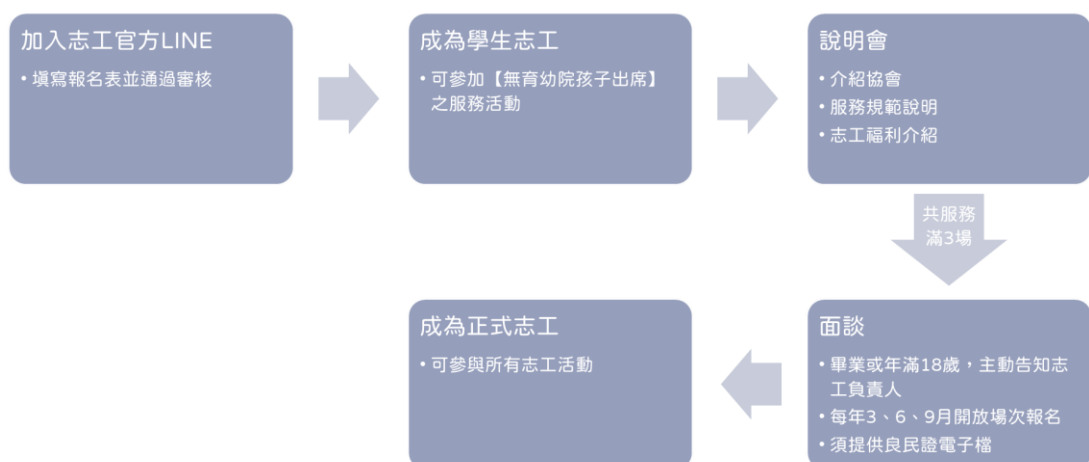 加入志工官方LINE
• 填寫報名表並通過審核
成為學生志工
• 可參加【無育幼院孩子出席】
之服務活動
說明會
• 介紹協會
• 服務規範說明
• 志工福利介紹
共服務
滿3場
面談
• 畢業或年滿18歲，主動告知志
工負責人
• 每年3、6、9月開放場次報名
• 須提供良民證電子檔
成為正式志工
• 可參與所有志工活動